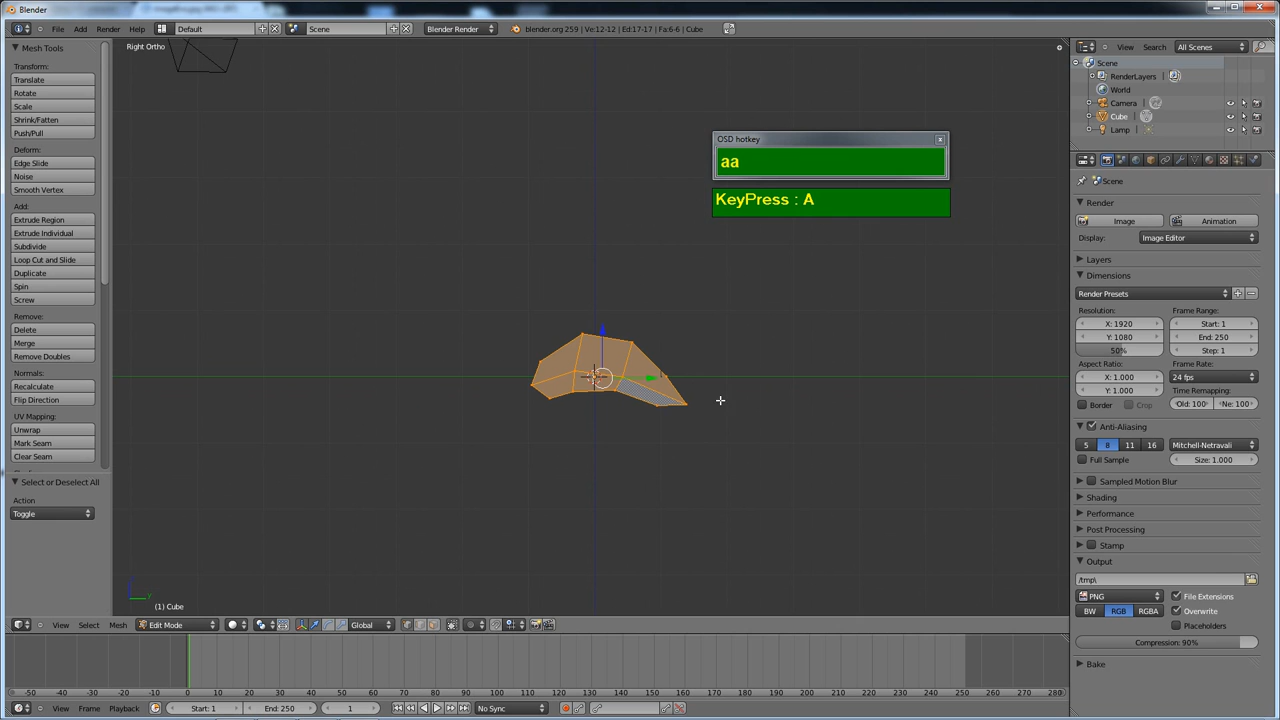 Blender
File Add Render Help Default Scene Blender Render blender.org 259 | Ve:12-12 | Ed:17-17 | Fa:6-6 | Cube
Mesh Tools
Transform:
Translate
Rotate
Scale
Shrink/Fatten
Push/Pull
Deform:
Edge Slide
Noise
Smooth Vertex
Add:
Extrude Region
Extrude Individual
Subdivide
Loop Cut and Slide
Duplicate
Spin
Screw
Remove:
Delete
Merge
Remove Doubles
Normals:
Recalculate
Flip Direction
UV Mapping:
Unwrap
Mark Seam
Clear Seam
Select or Deselect All
Action
Toggle
Right Ortho
OSD hotkey
aa
KeyPress : A
(1) Cube
View Select Mesh Edit Mode Global
-50 -40 -30 -20 -10 0 10 20 30 40 50 60 70 80 90 100 110 120 130 140 150 160 170 180 190 200 210 220 230 240 250 260 270 280
View Frame Playback Start: 1 End: 250 1 No Sync
View Search All Scenes
Scene
RenderLayers |
World
Camera |
Cube |
Lamp |
Scene
Render
Image Animation
Display: Image Editor
Layers
Dimensions
Render Presets
Resolution: Frame Range:
X: 1920 Start: 1
Y: 1080 End: 250
50% Step: 1
Aspect Ratio: Frame Rate:
X: 1.000 24 fps
Y: 1.000 Time Remapping:
Border Crop Old: 100 Ne: 100
Anti-Aliasing
5 8 11 16 Mitchell-Netravali
Full Sample Size: 1.000
Sampled Motion Blur
Shading
Performance
Post Processing
Stamp
Output
/tmp\
PNG File Extensions
BW RGB RGBA Overwrite
Placeholders
Compression: 90%
Bake